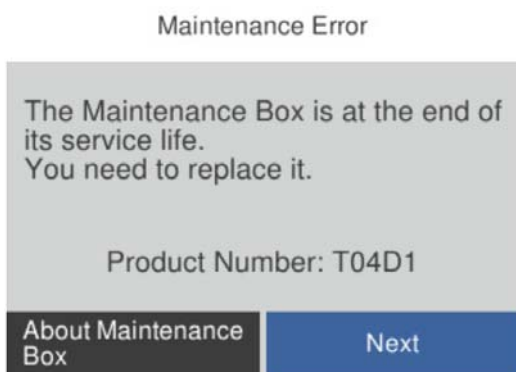 Maintenance Error
The Maintenance Box is at the end of
its service life.
You need to replace it.
Product Number: T04D1
About Maintenance
Box
Next